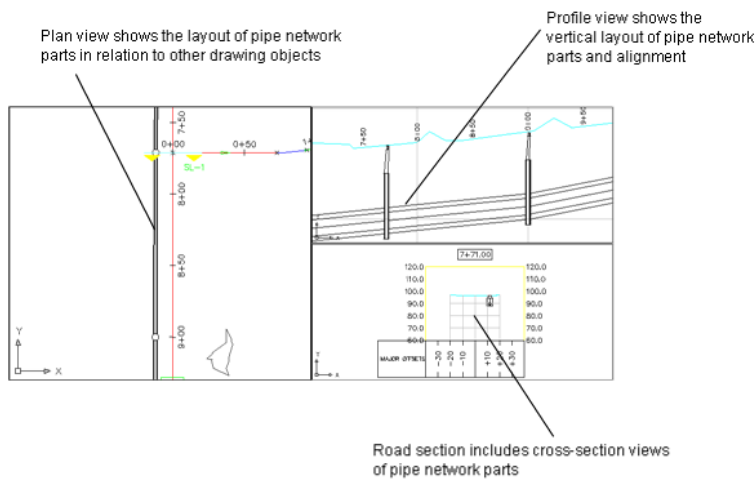 Plan view shows the layout of pipe network
parts in relation to other drawing objects
Profile view shows the
vertical layout of pipe network
parts and alignment
7+50
0+00
0+50
SL-1
8+00
8+50
9+00
Y
X
7+50
8+50
9+50
7+71.00
120.0
120.0
110.0
110.0
100.0
100.0
90.0
90.0
80.0
80.0
70.0
70.0
60.0
60.0
MAJOR OFFSETS
-30
-20
-10
+10
+20
+30
Road section includes cross-section views
of pipe network parts